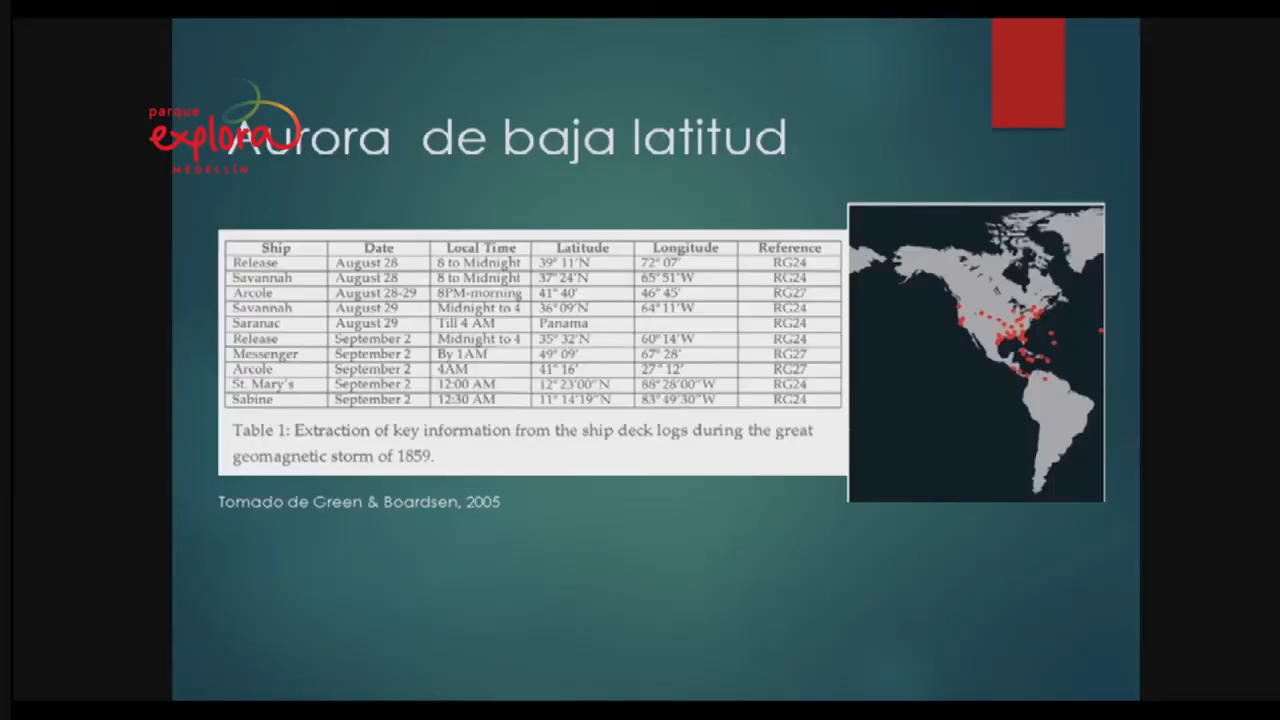 parque
explora
MEDELLÍN
Aurora de baja latitud
Ship Date Local Time Latitude Longitude Reference
Release August 28 8 to Midnight 39° 11'N 72° 07' RG24
Savannah August 28 8 to Midnight 37° 24'N 65° 51'W RG24
Arcole August 28-29 8PM-morning 41° 40' 46° 45' RG27
Savannah August 29 Midnight to 4 36° 09'N 64° 11'W RG24
Saranac August 29 Till 4 AM Panama RG24
Release September 2 Midnight to 4 35° 32'N 60° 14'W RG24
Messenger September 2 By 1AM 49° 09' 67° 28' RG27
Arcole September 2 4AM 41° 16' 27° 12' RG27
St. Mary's September 2 12:00 AM 12° 23'00"N 88° 28'00"W RG24
Sabine September 2 12:30 AM 11° 14'19"N 83° 49'30"W RG24
Table 1: Extraction of key information from the ship deck logs during the great
geomagnetic storm of 1859.
Tomado de Green & Boardsen, 2005